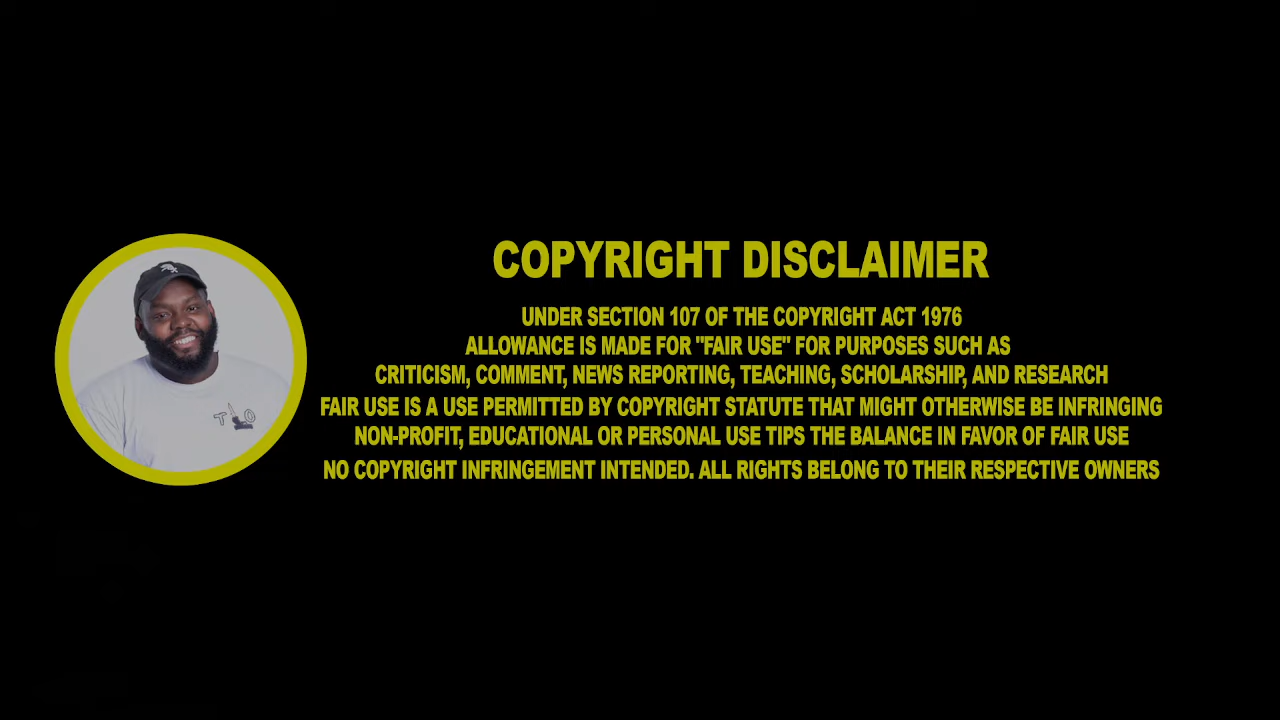 COPYRIGHT DISCLAIMER
UNDER SECTION 107 OF THE COPYRIGHT ACT 1976
ALLOWANCE IS MADE FOR "FAIR USE" FOR PURPOSES SUCH AS
CRITICISM, COMMENT, NEWS REPORTING, TEACHING, SCHOLARSHIP, AND RESEARCH
FAIR USE IS A USE PERMITTED BY COPYRIGHT STATUTE THAT MIGHT OTHERWISE BE INFRINGING
NON-PROFIT, EDUCATIONAL OR PERSONAL USE TIPS THE BALANCE IN FAVOR OF FAIR USE
NO COPYRIGHT INFRINGEMENT INTENDED. ALL RIGHTS BELONG TO THEIR RESPECTIVE OWNERS